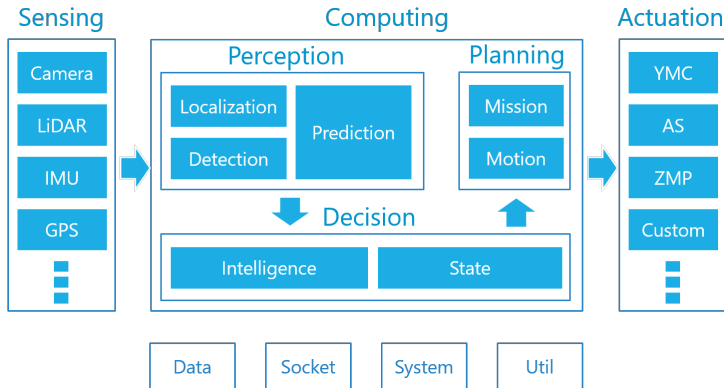 Sensing
Computing
Actuation
Camera
LiDAR
IMU
GPS
Perception
Localization
Detection
Prediction
Planning
Mission
Motion
Decision
Intelligence
State
YMC
AS
ZMP
Custom
Data
Socket
System
Util